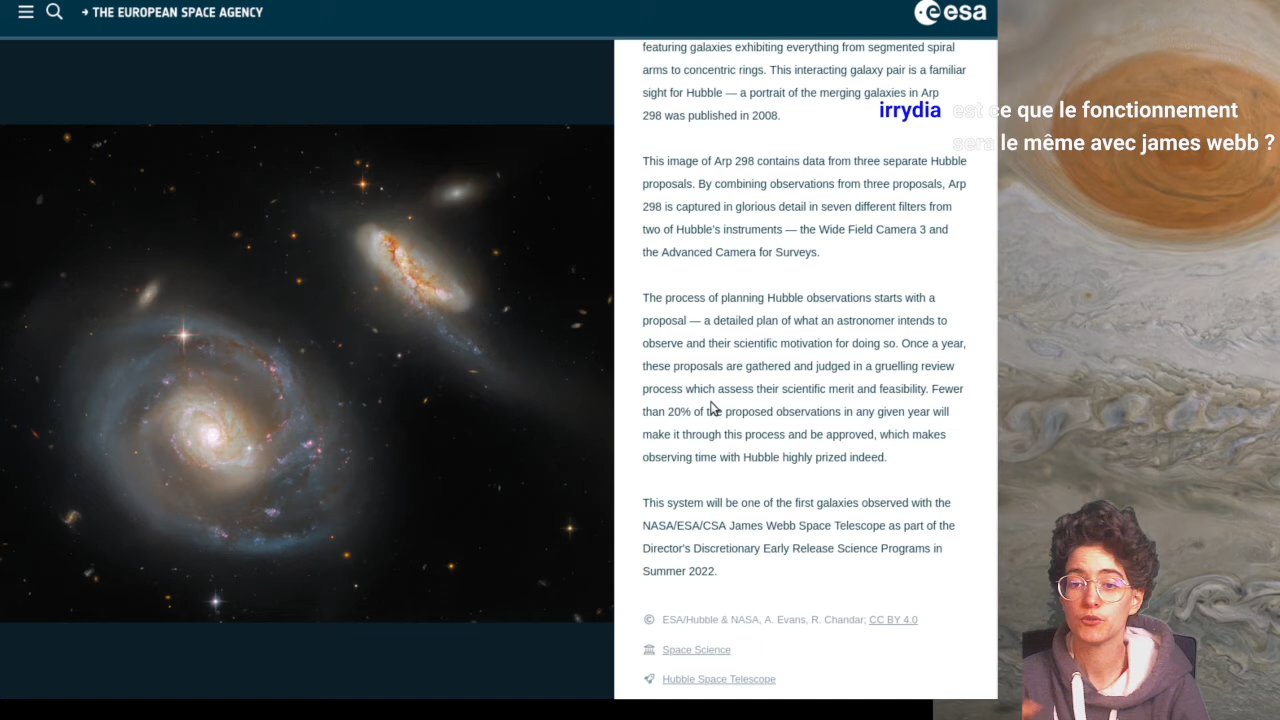 → THE EUROPEAN SPACE AGENCY
esa
featuring galaxies exhibiting everything from segmented spiral
arms to concentric rings. This interacting galaxy pair is a familiar
sight for Hubble — a portrait of the merging galaxies in Arp
298 was published in 2008.
irrydia est ce que le fonctionnement
sera le même avec james webb ?
This image of Arp 298 contains data from three separate Hubble
proposals. By combining observations from three proposals, Arp
298 is captured in glorious detail in seven different filters from
two of Hubble's instruments — the Wide Field Camera 3 and
the Advanced Camera for Surveys.
The process of planning Hubble observations starts with a
proposal — a detailed plan of what an astronomer intends to
observe and their scientific motivation for doing so. Once a year,
these proposals are gathered and judged in a gruelling review
process which assess their scientific merit and feasibility. Fewer
than 20% of the proposed observations in any given year will
make it through this process and be approved, which makes
observing time with Hubble highly prized indeed.
This system will be one of the first galaxies observed with the
NASA/ESA/CSA James Webb Space Telescope as part of the
Director's Discretionary Early Release Science Programs in
Summer 2022.
© ESA/Hubble & NASA, A. Evans, R. Chandar; CC BY 4.0
Space Science
Hubble Space Telescope